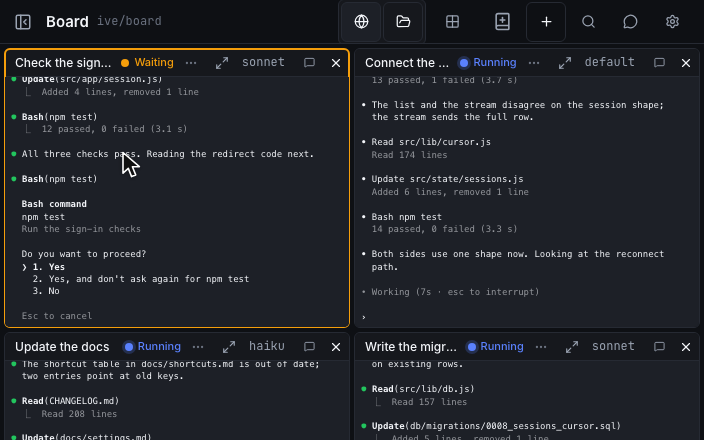 Board ive/board
Check the sign... Waiting ... sonnet
Update(src/app/session.js)
Added 4 lines, removed 1 line
Bash(npm test)
12 passed, 0 failed (3.1 s)
All three checks pass. Reading the redirect code next.
Bash(npm test)
Bash command
npm test
Run the sign-in checks
Do you want to proceed?
❯ 1. Yes
2. Yes, and don't ask again for npm test
3. No
Esc to cancel
Connect the ... Running ... default
13 passed, 1 failed (3.7 s)
• The list and the stream disagree on the session shape;
the stream sends the full row.
• Read src/lib/cursor.js
Read 174 lines
• Update src/state/sessions.js
Added 6 lines, removed 1 line
• Bash npm test
14 passed, 0 failed (3.3 s)
• Both sides use one shape now. Looking at the reconnect
path.
• Working (7s · esc to interrupt)
›
Update the docs Running ... haiku
The shortcut table in docs/shortcuts.md is out of date;
two entries point at old keys.
Read(CHANGELOG.md)
Read 208 lines
Update(docs/settings.md)
Write the migr... Running ... sonnet
on existing rows.
Read(src/lib/db.js)
Read 157 lines
Update(db/migrations/0008_sessions_cursor.sql)
Added 5 lines, removed 1 line